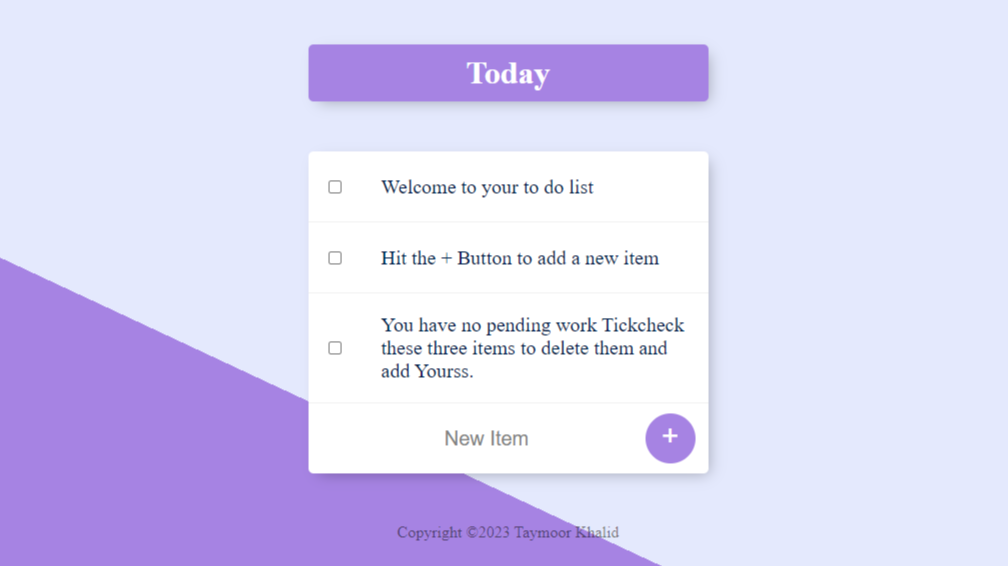 Today
Welcome to your to do list
Hit the + Button to add a new item
You have no pending work Tickcheck
these three items to delete them and
add Yourss.
New Item
+
Copyright ©2023 Taymoor Khalid